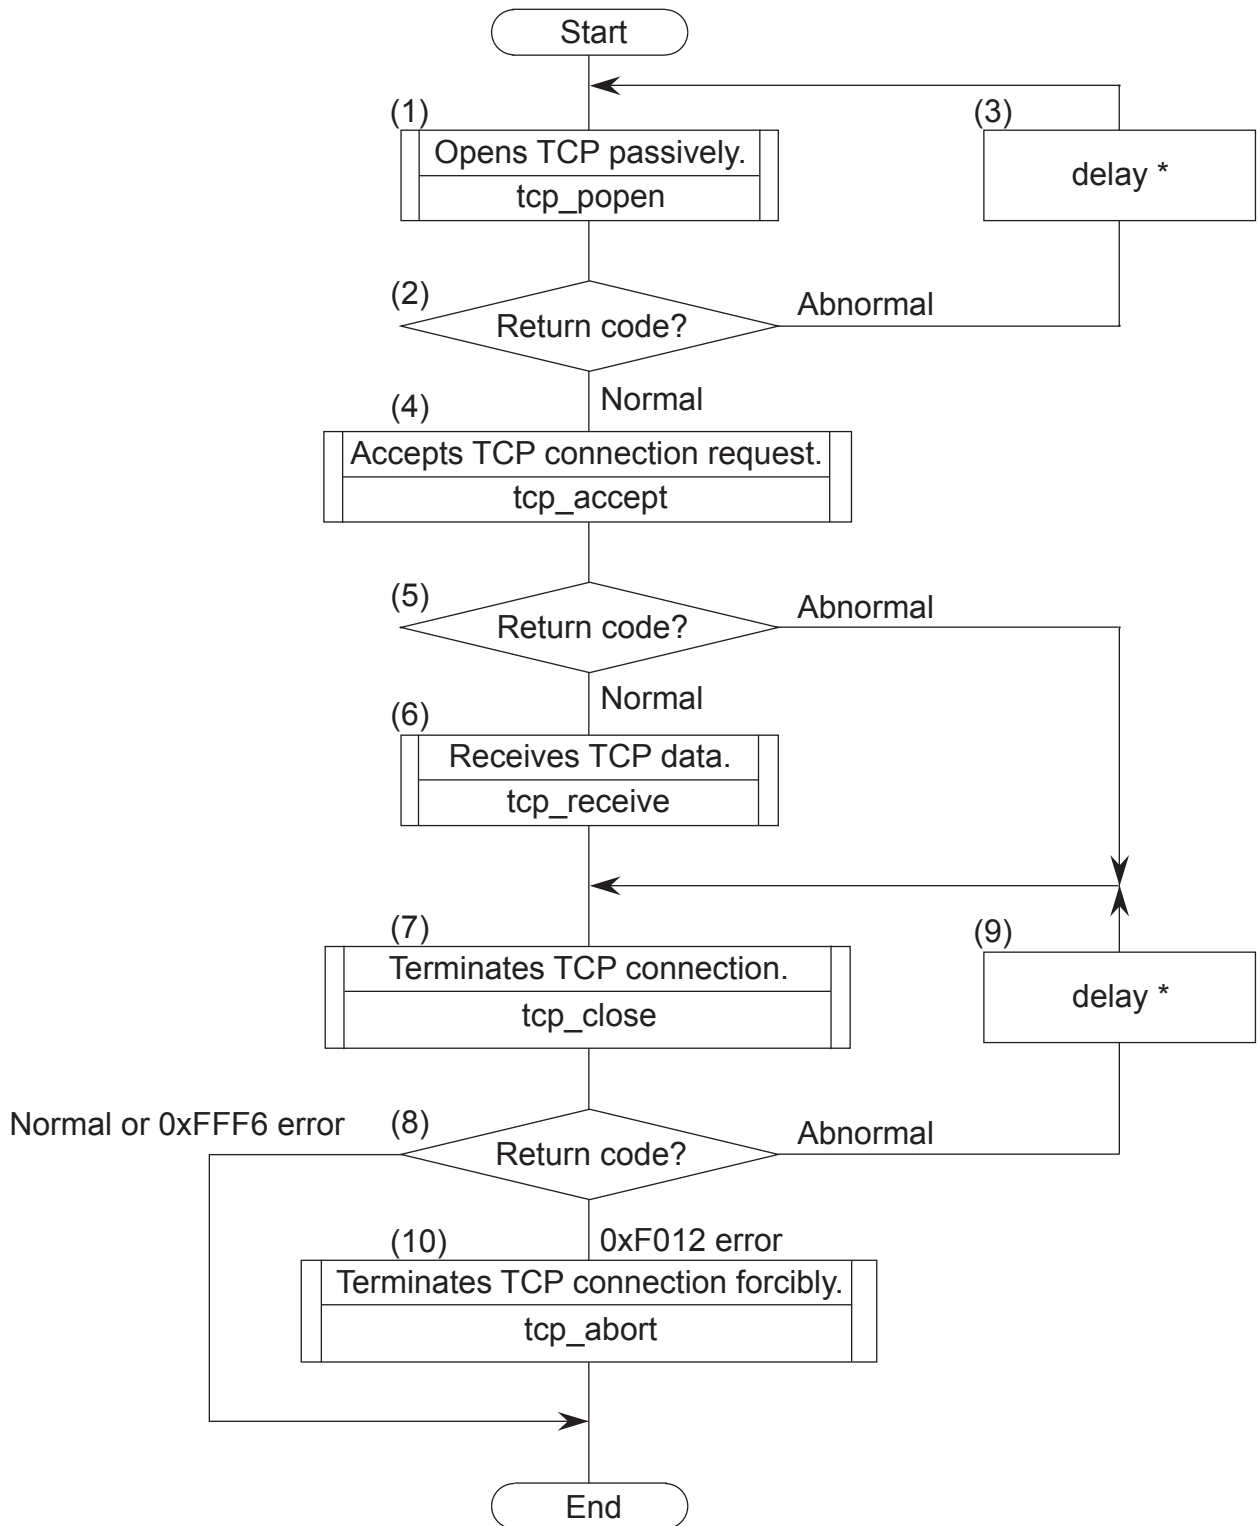 Start
(1)
(3)
Opens TCP passively.
tcp_popen
delay *
(2)
Return code?
Abnormal
Normal
(4)
Accepts TCP connection request.
tcp_accept
(5)
Return code?
Abnormal
Normal
(6)
Receives TCP data.
tcp_receive
(7)
(9)
Terminates TCP connection.
tcp_close
delay *
Normal or 0xFFF6 error
(8)
Return code?
Abnormal
0xF012 error
(10)
Terminates TCP connection forcibly.
tcp_abort
End